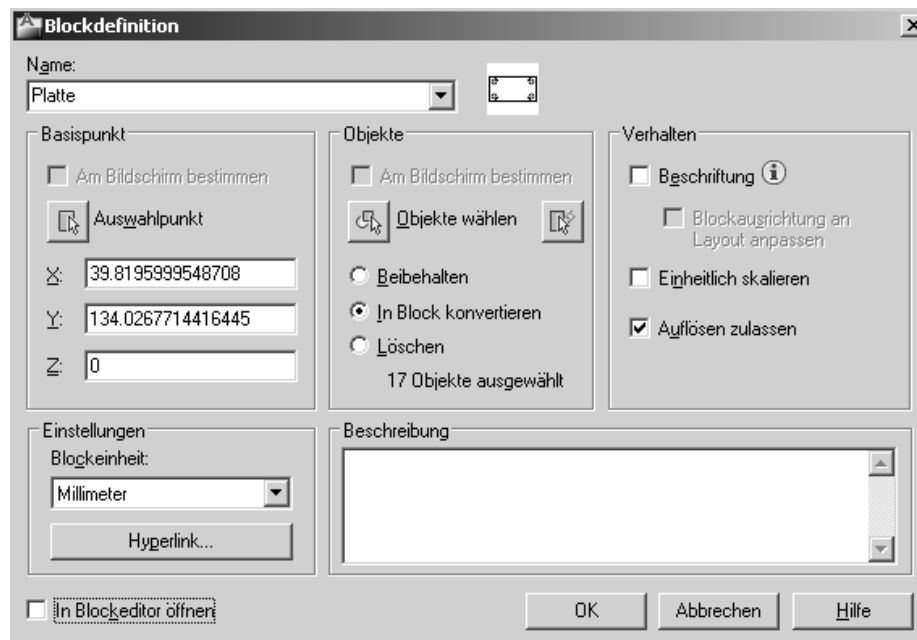 Blockdefinition
Name:
Platte
Basispunkt
Am Bildschirm bestimmen
Auswahlpunkt
X: 39.8195999548708
Y: 134.0267714416445
Z: 0
Objekte
Am Bildschirm bestimmen
Objekte wählen
Beibehalten
In Block konvertieren
Löschen
17 Objekte ausgewählt
Verhalten
Beschriftung
Blockausrichtung an
Layout anpassen
Einheitlich skalieren
Auflösen zulassen
Einstellungen
Blockeinheit:
Millimeter
Hyperlink...
Beschreibung
In Blockeditor öffnen
OK Abbrechen Hilfe